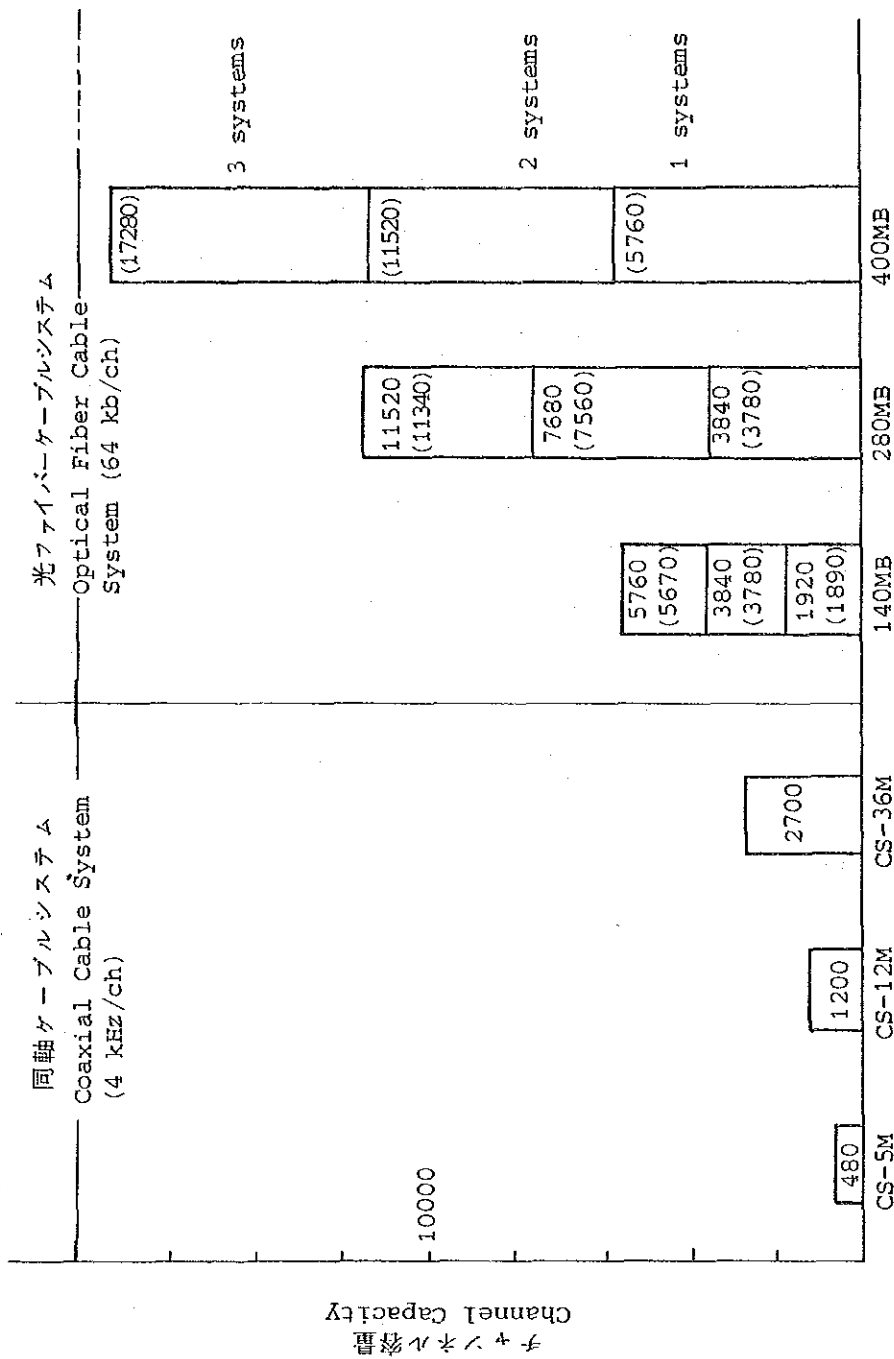 同軸ケーブルシステム
Coaxial Cable System
(4 kHz/ch)
光ファイバーケーブルシステム
Optical Fiber Cable
System (64 kb/ch)
チャンネル容量
Channel Capacity
10000
480
1200
2700
5760
(5670)
3840
(3780)
1920
(1890)
11520
(11340)
7680
(7560)
3840
(3780)
(17280)
(11520)
(5760)
3 systems
2 systems
1 systems
CS-5M
CS-12M
CS-36M
140MB
280MB
400MB